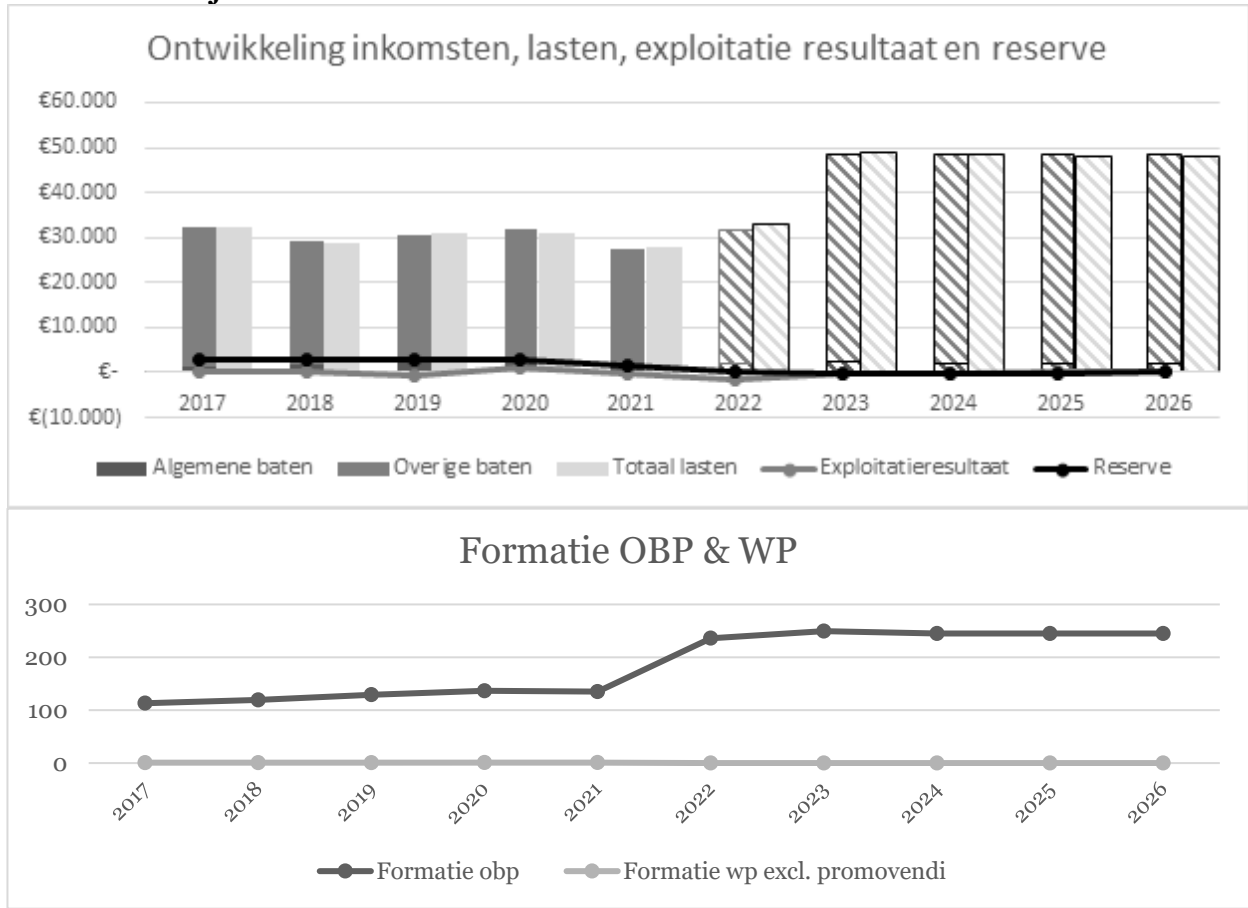 Ontwikkeling inkomsten, lasten, exploitatie resultaat en reserve
€60.000
€50.000
€40.000
€30.000
€20.000
€10.000
€-
€(10.000)
2017 2018 2019 2020 2021 2022 2023 2024 2025 2026
Algemene baten Overige baten Totaal lasten Exploitatieresultaat Reserve
Formatie OBP & WP
300
200
100
0
2017 2018 2019 2020 2021 2022 2023 2024 2025 2026
Formatie obp Formatie wp excl. promovendi